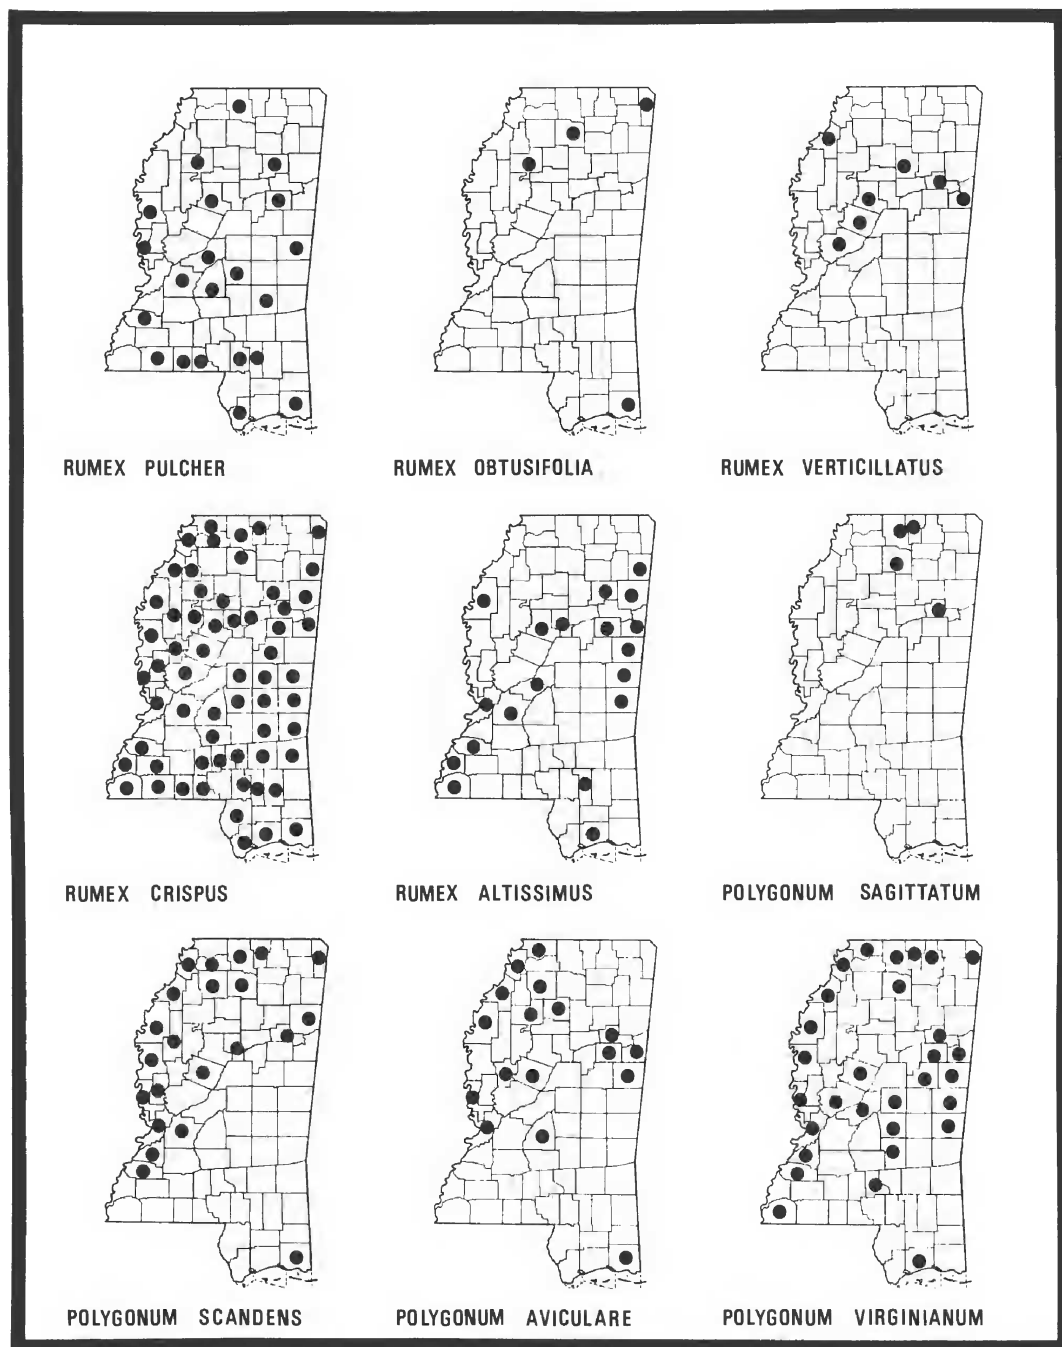 RUMEX PULCHER
RUMEX OBTUSIFOLIA
RUMEX VERTICILLATUS
RUMEX CRISPUS
RUMEX ALTISSIMUS
POLYGONUM SAGITTATUM
POLYGONUM SCANDENS
POLYGONUM AVICULARE
POLYGONUM VIRGINIANUM